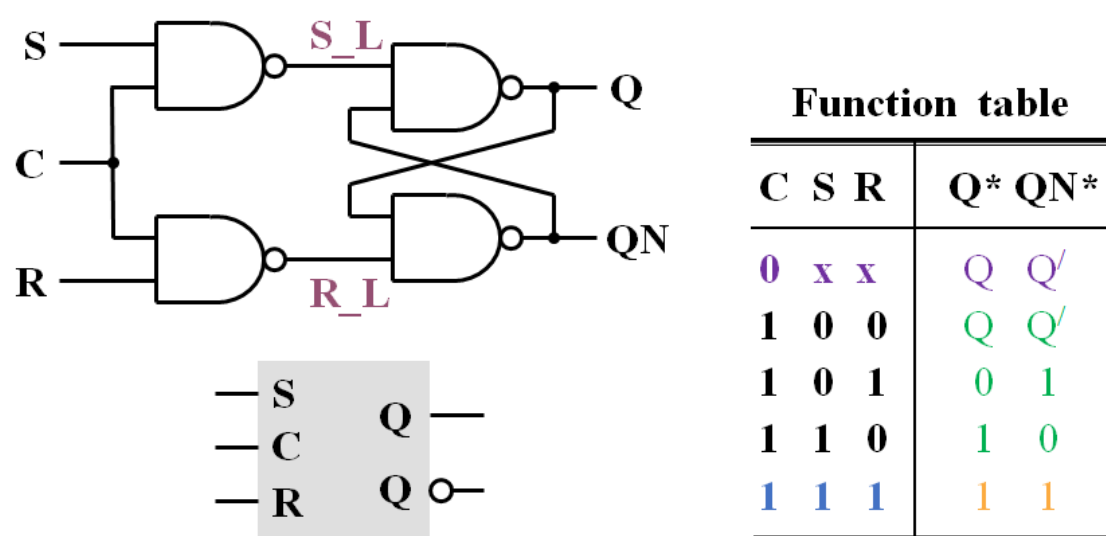 S
S_L
Q
C
QN
R
R_L
S
Q
C
Q
R
Function table
C S R Q* QN*
0 x x Q Q/
1 0 0 Q Q/
1 0 1 0 1
1 1 0 1 0
1 1 1 1 1